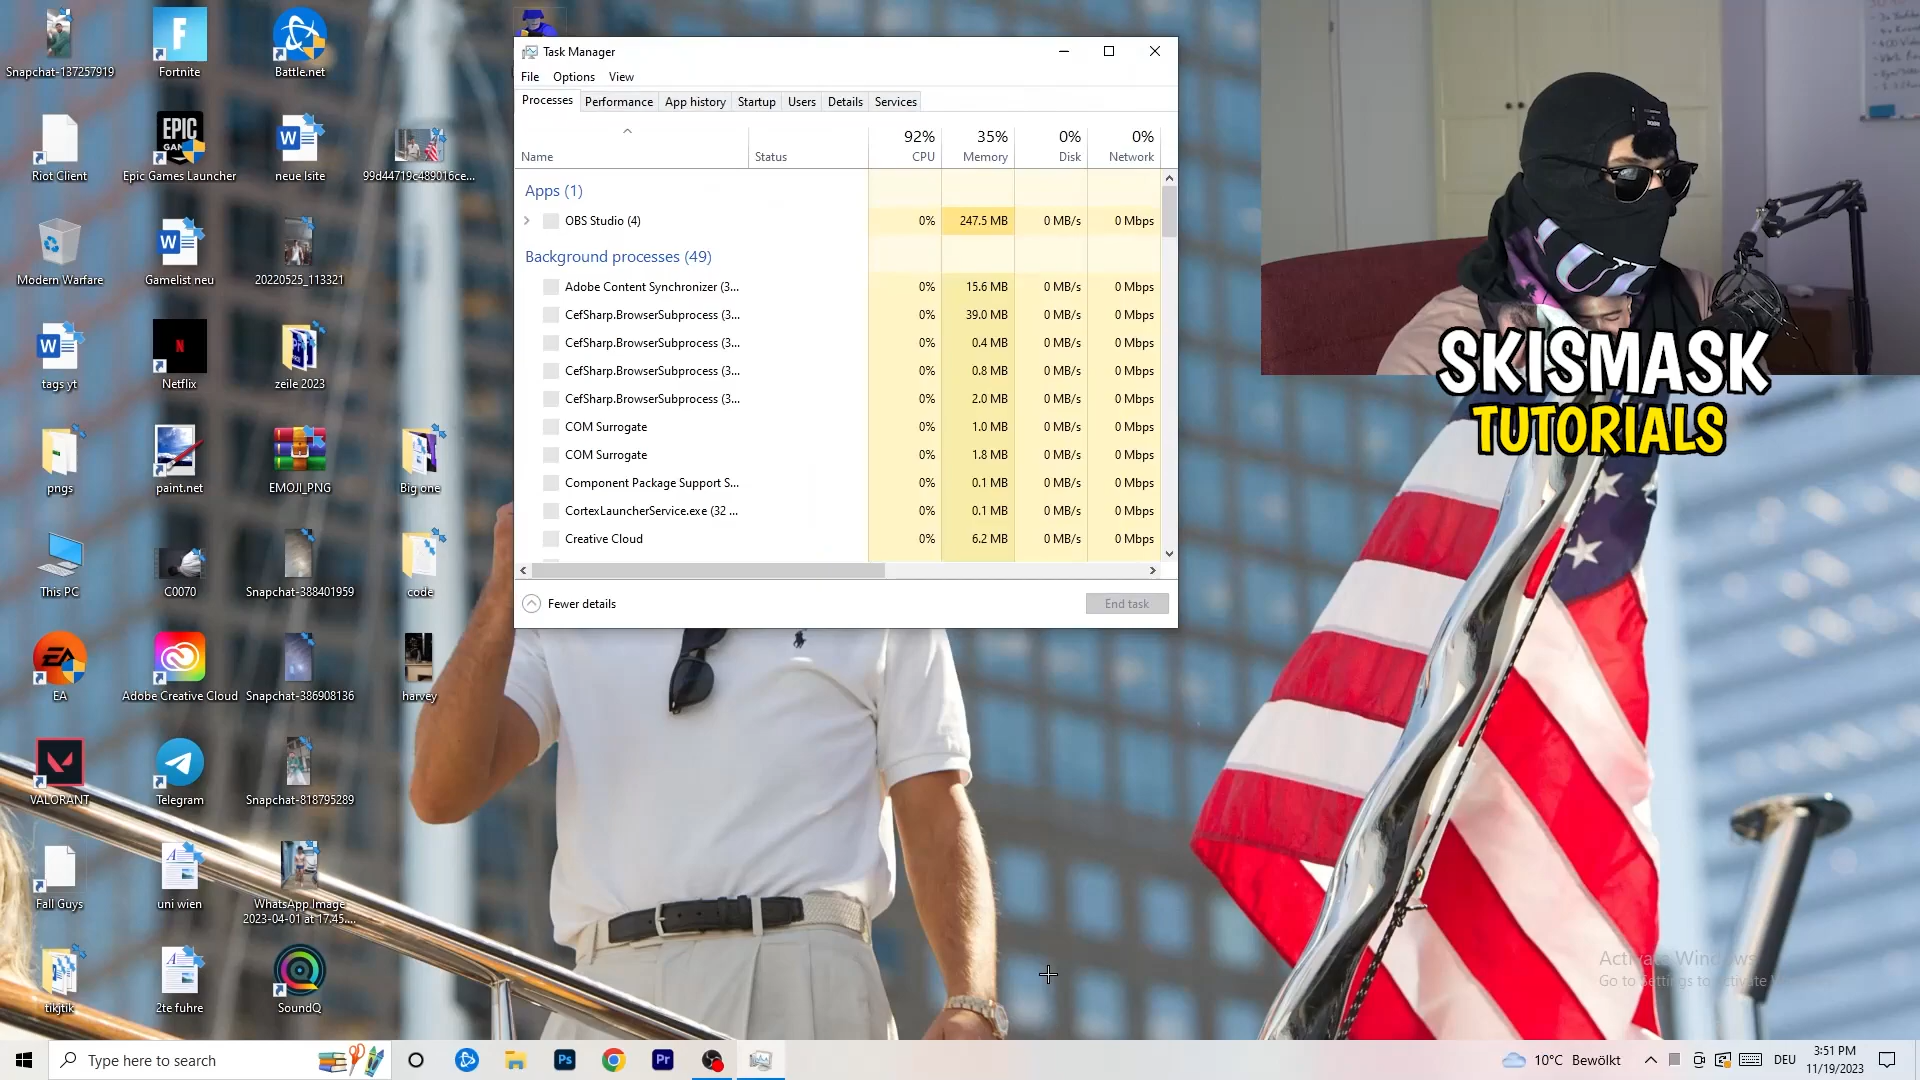 Snapchat-137257919
Fortnite
Battle.net
Riot Client
EPIC
Epic Games Launcher
neue lsite
99d44719c489016ce...
Modern Warfare
Gamelist neu
20220525_113321
tags yt
Netflix
zeile 2023
pngs
paint.net
EMOJI_PNG
Big one
This PC
C0070
Snapchat-388401959
code
EA
Adobe Creative Cloud
Snapchat-386908136
harvey
VALORANT
Telegram
Snapchat-818795289
Fall Guys
uni wien
WhatsApp Image
2023-04-01 at 17.45....
tikjtik
2te fuhre
SoundQ
Task Manager
File Options View
Processes Performance App history Startup Users Details Services
92% 35% 0% 0%
Name Status CPU Memory Disk Network
Apps (1)
OBS Studio (4) 0% 247.5 MB 0 MB/s 0 Mbps
Background processes (49)
Adobe Content Synchronizer (3... 0% 15.6 MB 0 MB/s 0 Mbps
CefSharp.BrowserSubprocess (3... 0% 39.0 MB 0 MB/s 0 Mbps
CefSharp.BrowserSubprocess (3... 0% 0.4 MB 0 MB/s 0 Mbps
CefSharp.BrowserSubprocess (3... 0% 0.8 MB 0 MB/s 0 Mbps
CefSharp.BrowserSubprocess (3... 0% 2.0 MB 0 MB/s 0 Mbps
COM Surrogate 0% 1.0 MB 0 MB/s 0 Mbps
COM Surrogate 0% 1.8 MB 0 MB/s 0 Mbps
Component Package Support S... 0% 0.1 MB 0 MB/s 0 Mbps
CortexLauncherService.exe (32 ... 0% 0.1 MB 0 MB/s 0 Mbps
Creative Cloud 0% 6.2 MB 0 MB/s 0 Mbps
Fewer details End task
SKISMASK
TUTORIALS
Activate Windows
Go to Settings to activate
Type here to search
Ps
Pr
10°C Bewölkt
DEU
3:51 PM
11/19/2023